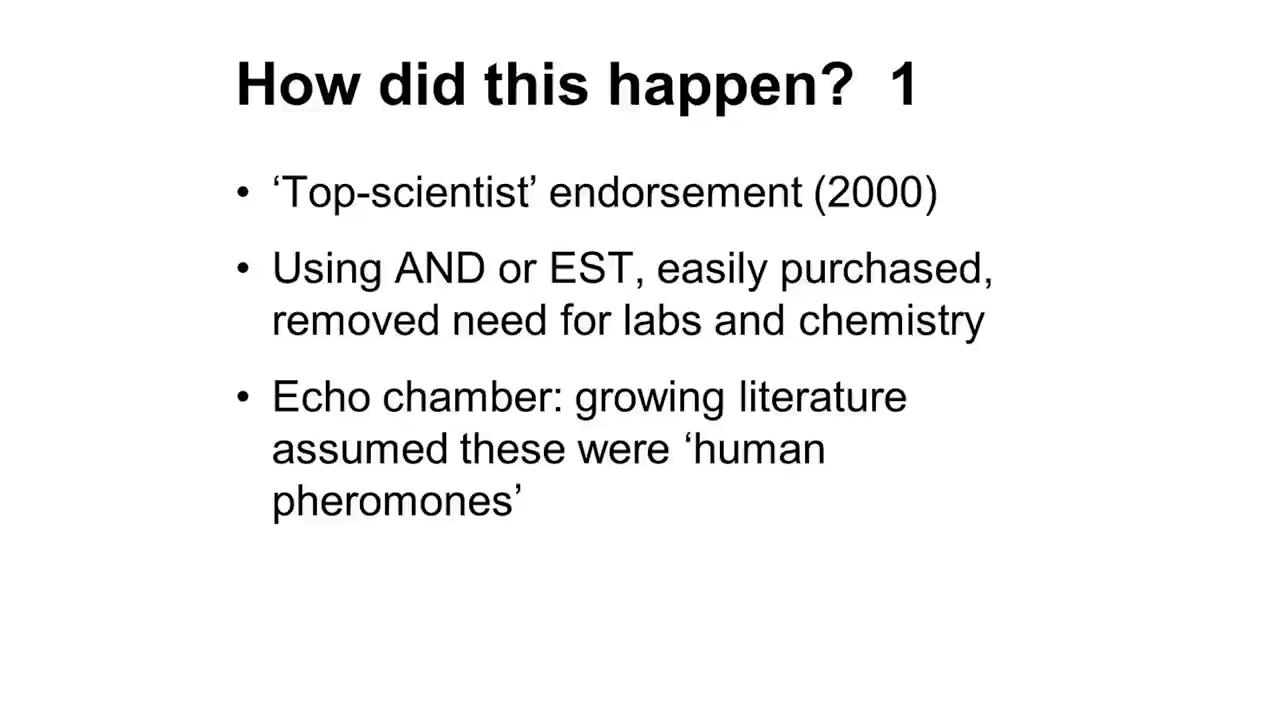 How did this happen?  1
• ‘Top-scientist’ endorsement (2000)
• Using AND or EST, easily purchased,
removed need for labs and chemistry
• Echo chamber: growing literature
assumed these were ‘human
pheromones’